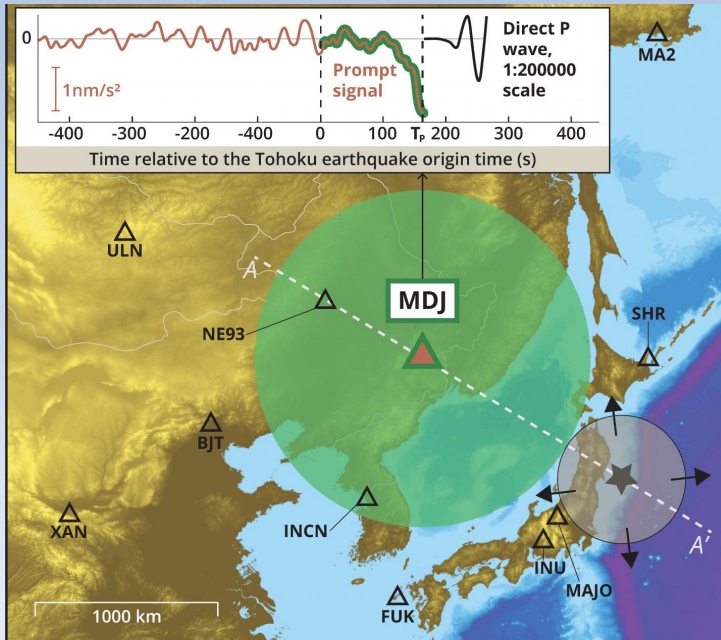 0
1nm/s²
Prompt
signal
Direct P
wave,
1:200000
scale
-400 -300 -200 -400 0 100 Tₚ 200 300 400
Time relative to the Tohoku earthquake origin time (s)
MA2
ULN
A
MDJ
NE93
SHR
BJT
XAN
INCN
A’
INU
MAJO
FUK
1000 km